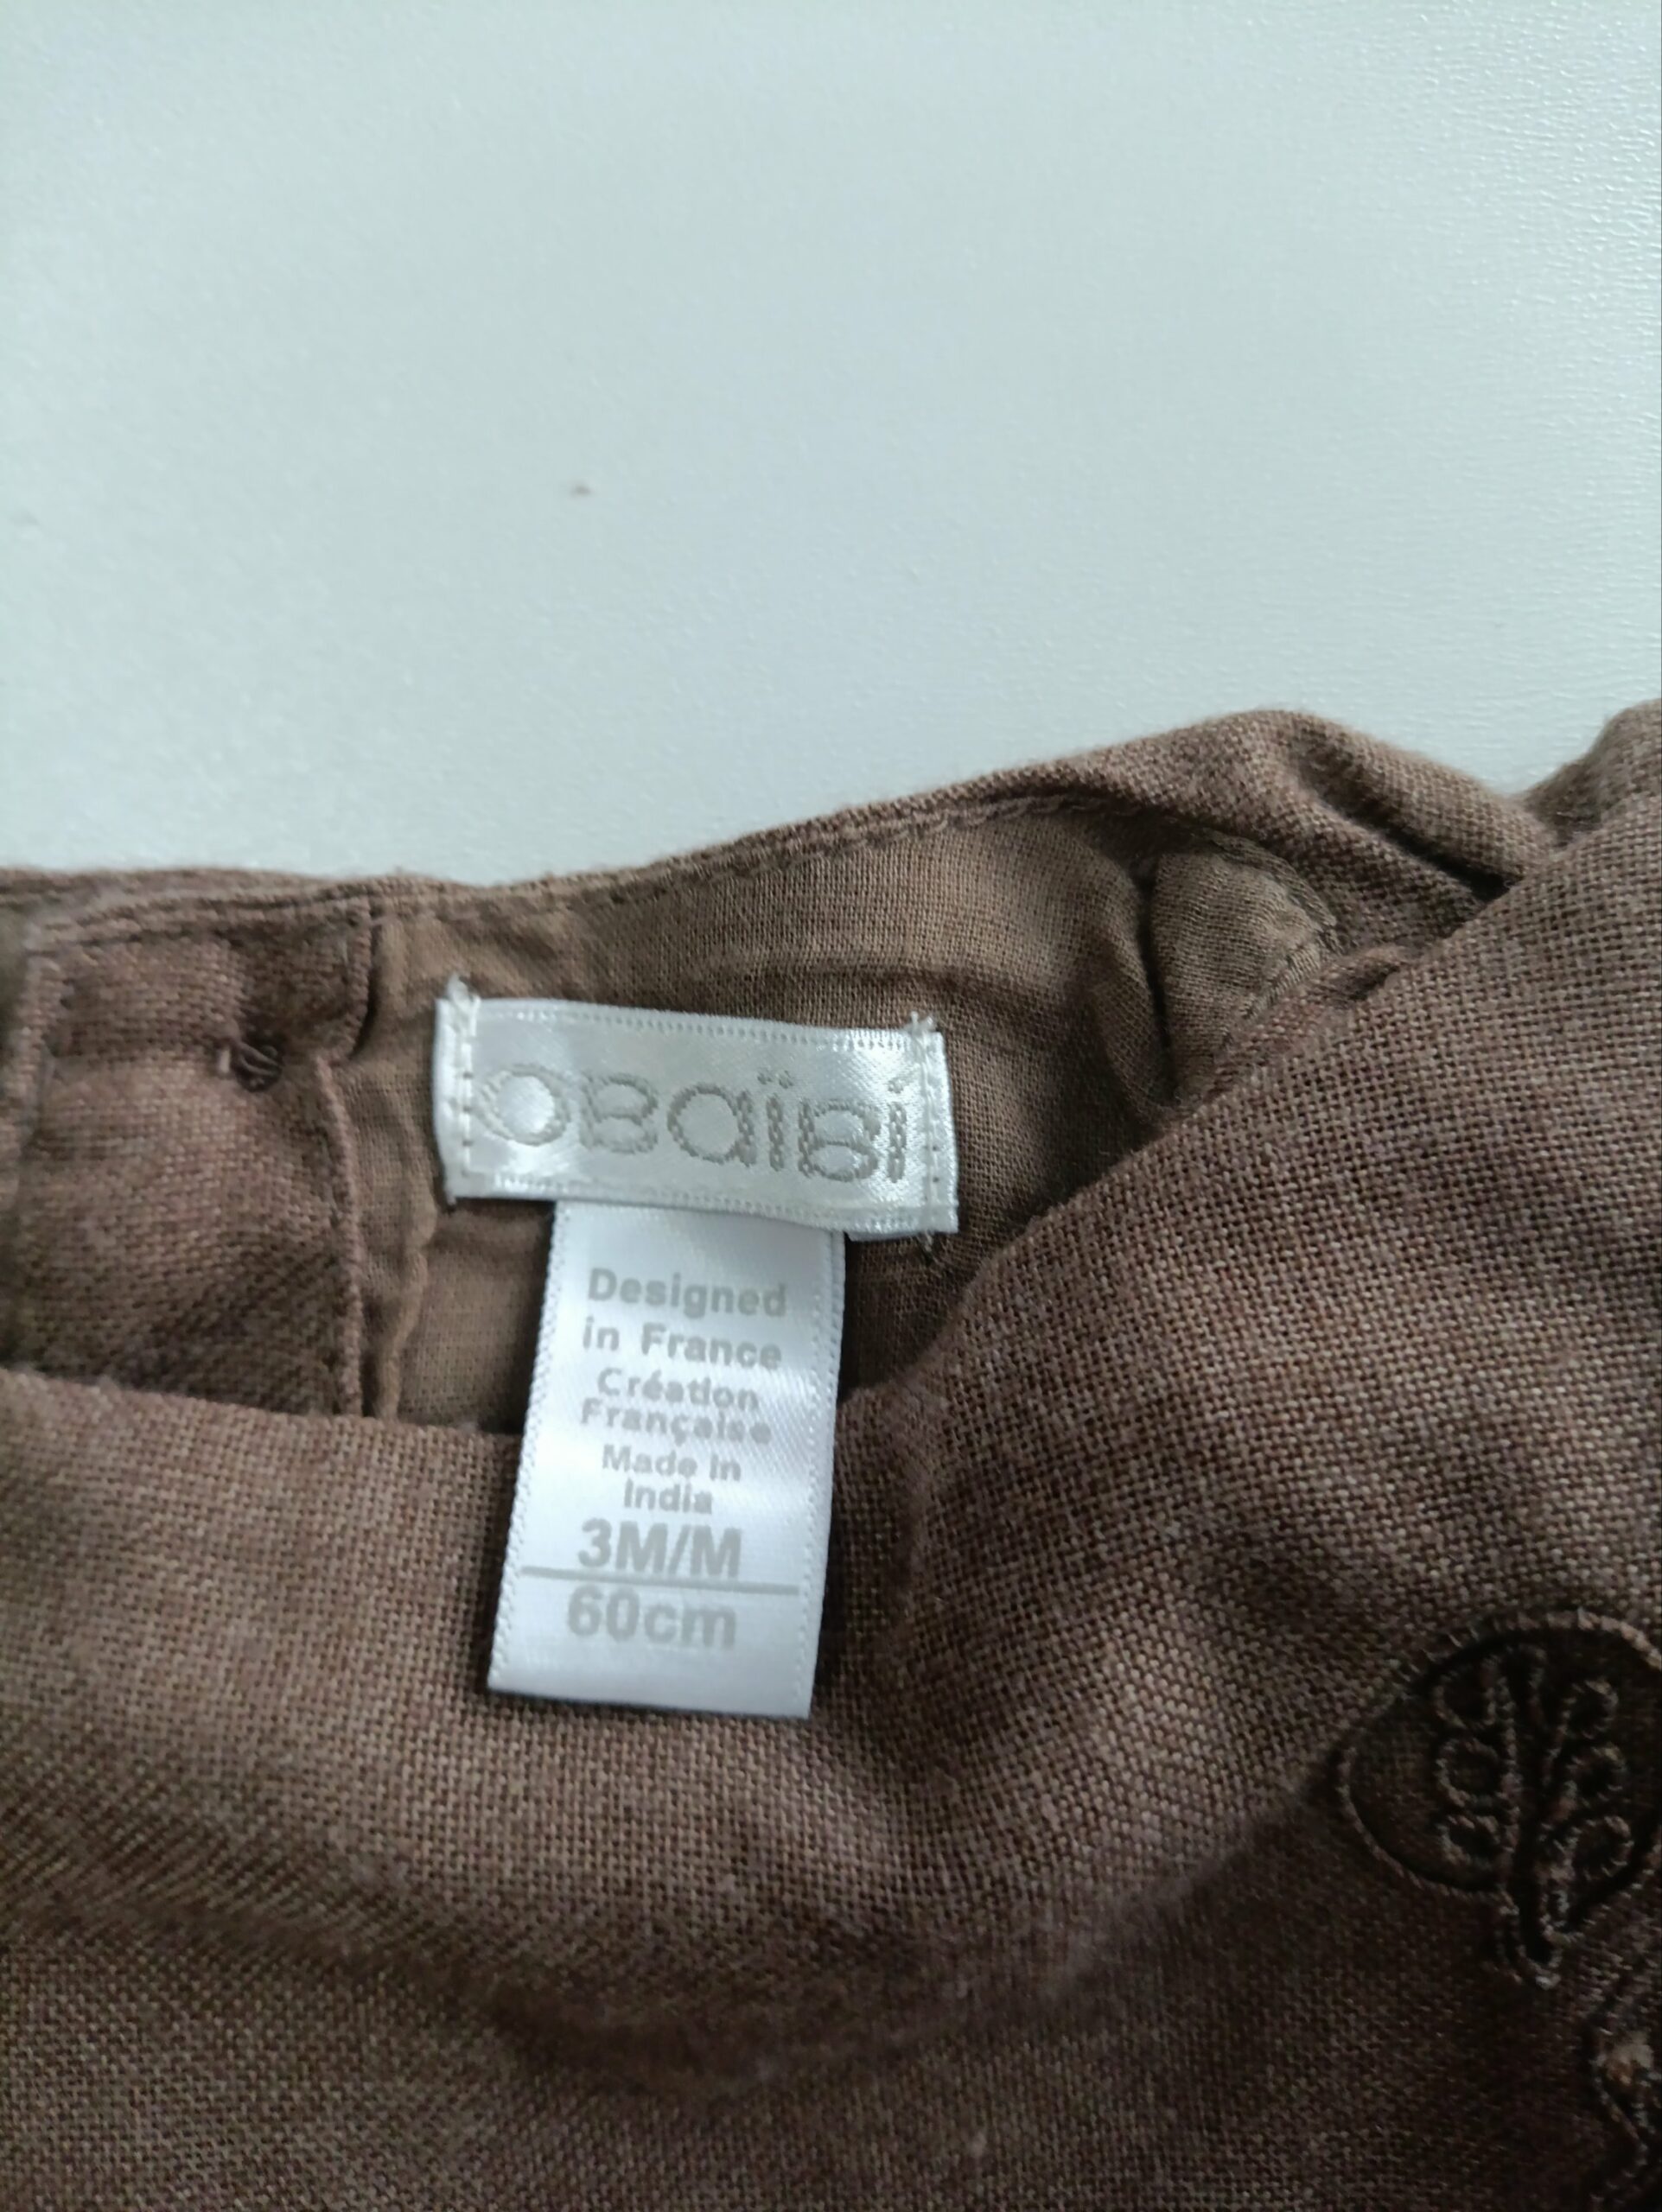 OBaïBi
Designed
in France
Création
Française
Made in
India
3M/M
60cm